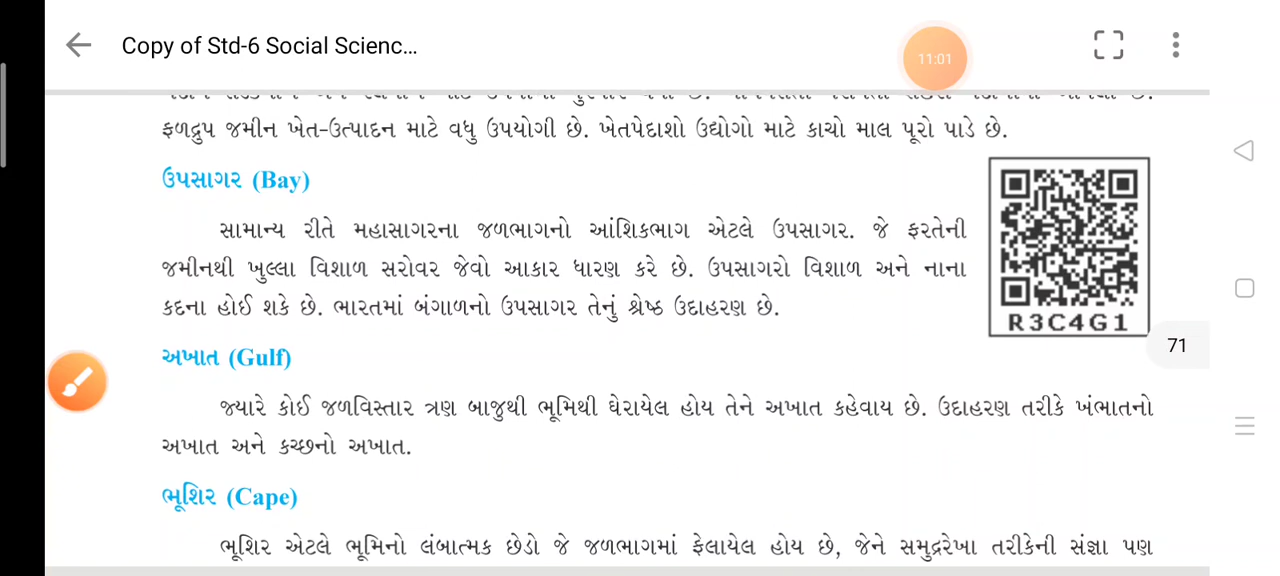 Copy of Std-6 Social Scienc...
11:01
ફળદ્રુપ જમીન ખેત-ઉત્પાદન માટે વધુ ઉપયોગી છે. ખેતપેદાશો ઉદ્યોગો માટે કાચો માલ પૂરો પાડે છે.
ઉપસાગર (Bay)
સામાન્ય રીતે મહાસાગરના જળભાગનો આંશિકભાગ એટલે ઉપસાગર. જે ફરતેની
જમીનથી ખુલ્લા વિશાળ સરોવર જેવો આકાર ધારણ કરે છે. ઉપસાગરો વિશાળ અને નાના
કદના હોઈ શકે છે. ભારતમાં બંગાળનો ઉપસાગર તેનું શ્રેષ્ઠ ઉદાહરણ છે.
R3C4G1
71
અખાત (Gulf)
જ્યારે કોઈ જળવિસ્તાર ત્રણ બાજુથી ભૂમિથી ઘેરાયેલ હોય તેને અખાત કહેવાય છે. ઉદાહરણ તરીકે ખંભાતનો
અખાત અને કચ્છનો અખાત.
ભૂશિર (Cape)
ભૂશિર એટલે ભૂમિનો લંબાત્મક છેડો જે જળભાગમાં ફેલાયેલ હોય છે, જેને સમુદ્રરેખા તરીકેની સંજ્ઞા પણ